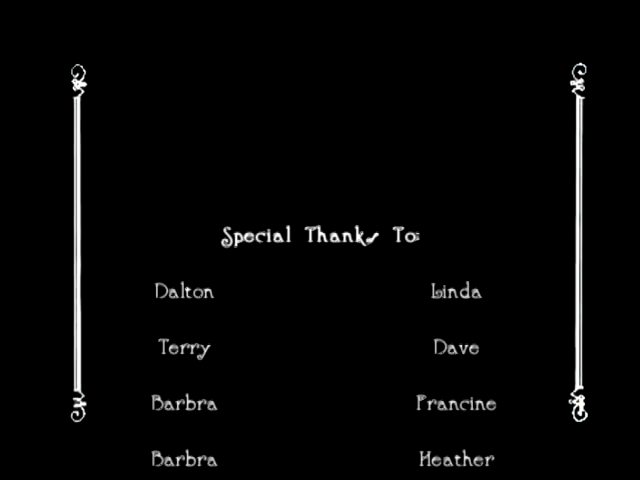 Special Thanks To:
Dalton Linda
Terry Dave
Barbra Francine
Barbra Heather